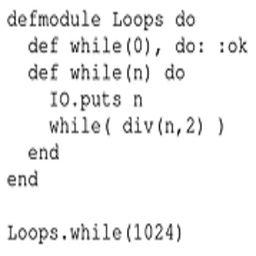 defmodule Loops do
  def while(0), do: :ok
  def while(n) do
    IO.puts n
    while( div(n,2) )
  end
end

Loops.while(1024)